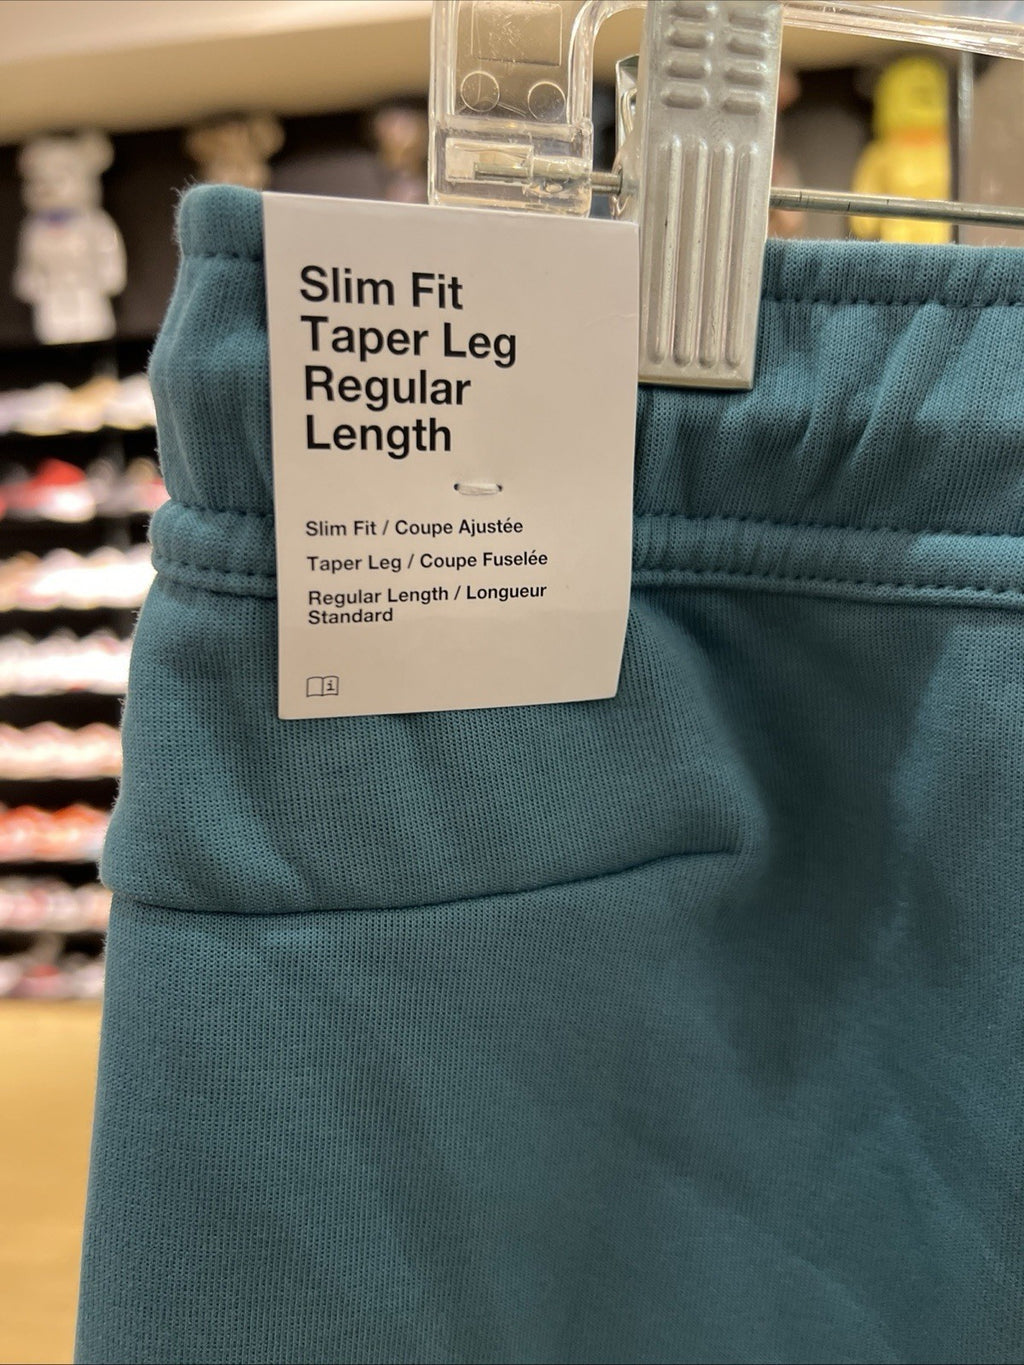 Slim Fit
Taper Leg
Regular
Length
Slim Fit / Coupe Ajustée
Taper Leg / Coupe Fuselée
Regular Length / Longueur
Standard
i